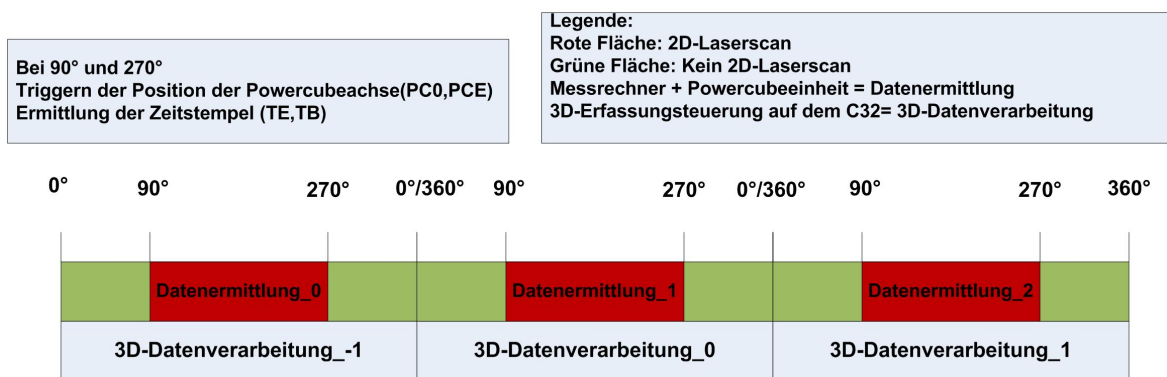 Bei 90° und 270°
Triggern der Position der Powercubeachse(PC0,PCE)
Ermittlung der Zeitstempel (TE,TB)
Legende:
Rote Fläche: 2D-Laserscan
Grüne Fläche: Kein 2D-Laserscan
Messrechner + Powercubeeinheit = Datenermittlung
3D-Erfassungsteuerung auf dem C32= 3D-Datenverarbeitung
0° 90° 270° 0°/360° 90° 270° 0°/360° 90° 270° 360°
Datenermittlung_0 Datenermittlung_1 Datenermittlung_2
3D-Datenverarbeitung_-1 3D-Datenverarbeitung_0 3D-Datenverarbeitung_1